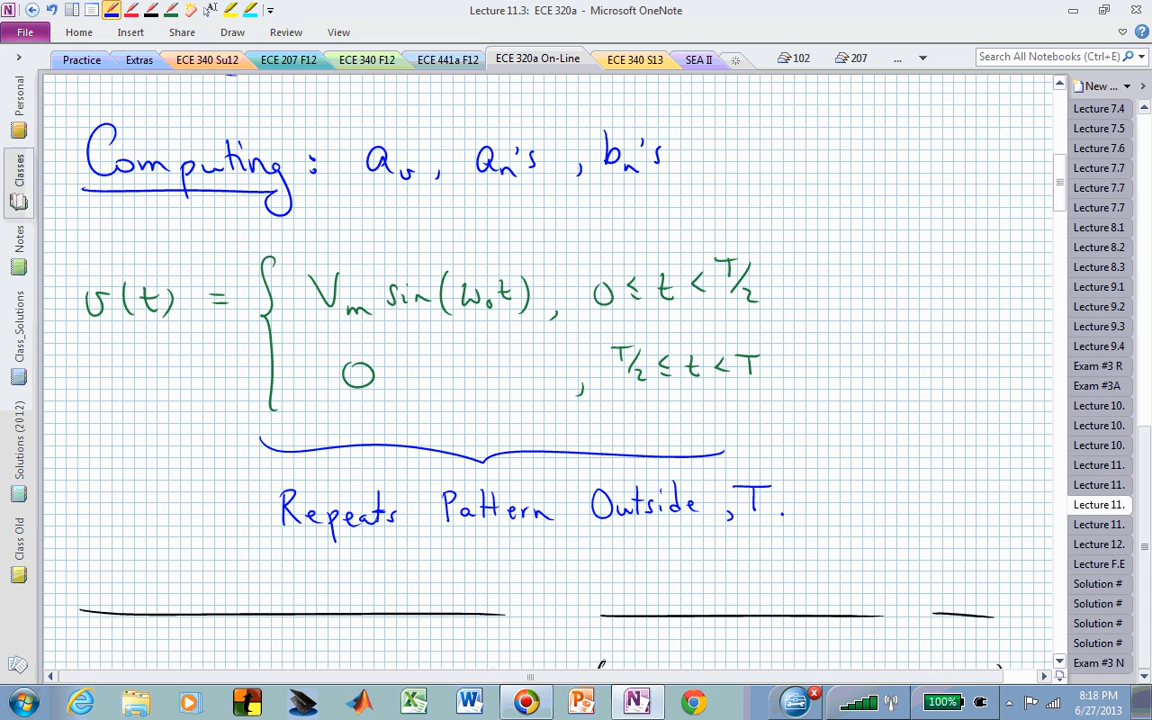 Lecture 11.3: ECE 320a - Microsoft OneNote
File Home Insert Share Draw Review View
Practice Extras ECE 340 Su12 ECE 207 F12 ECE 340 F12 ECE 441a F12 ECE 320a On-Line ECE 340 S13 SEA II 102 207 ... Search All Notebooks (Ctrl+E)
Personal
Classes
Notes
Class_Solutions
Solutions (2012)
Class Old
Computing: aᵥ, aₙ's, bₙ's
v(t) = { Vₘ sin(ω₀t), 0 ≤ t < T/2
0, T/2 ≤ t < T
Repeats Pattern Outside, T.
New ...
Lecture 7.4
Lecture 7.5
Lecture 7.6
Lecture 7.7
Lecture 7.7
Lecture 7.7
Lecture 8.1
Lecture 8.2
Lecture 8.3
Lecture 9.1
Lecture 9.2
Lecture 9.3
Lecture 9.4
Exam #3 R
Exam #3A
Lecture 10.
Lecture 10.
Lecture 10.
Lecture 11.
Lecture 11.
Lecture 11.
Lecture 11.
Lecture 12.
Lecture F.E
Solution #
Solution #
Solution #
Solution #
Exam #3 N
100%
8:18 PM
6/27/2013